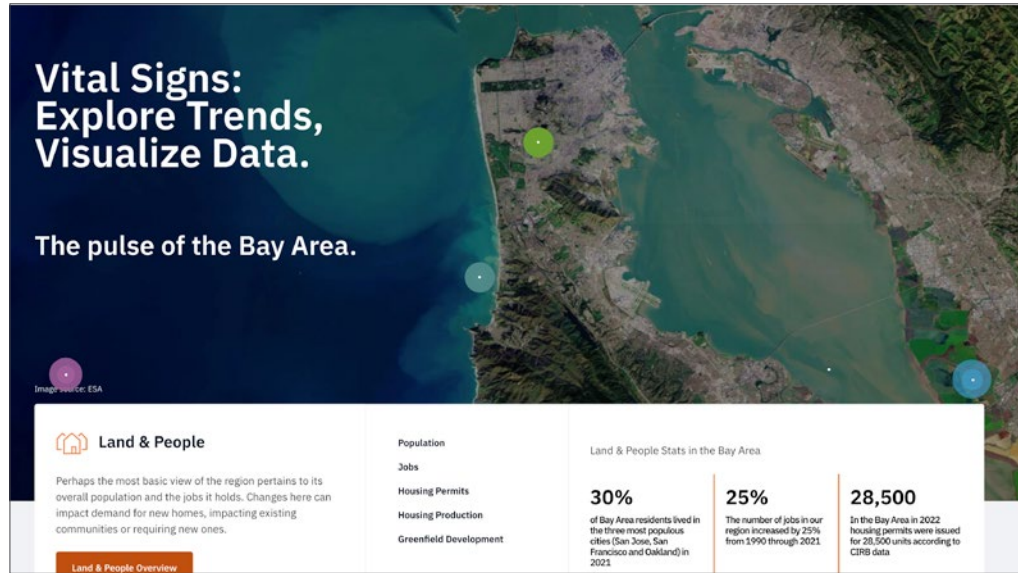 Vital Signs:
Explore Trends,
Visualize Data.
The pulse of the Bay Area.
Image source: ESA
Land & People
Perhaps the most basic view of the region pertains to its
overall population and the jobs it holds. Changes here can
impact demand for new homes, impacting existing
communities or requiring new ones.
Land & People Overview
Population
Jobs
Housing Permits
Housing Production
Greenfield Development
Land & People Stats in the Bay Area
30%
of Bay Area residents lived in
the three most populous
cities (San Jose, San
Francisco and Oakland) in
2021
25%
The number of jobs in our
region increased by 25%
from 1990 through 2021
28,500
In the Bay Area in 2022
housing permits were issued
for 28,500 units according to
CIRB data